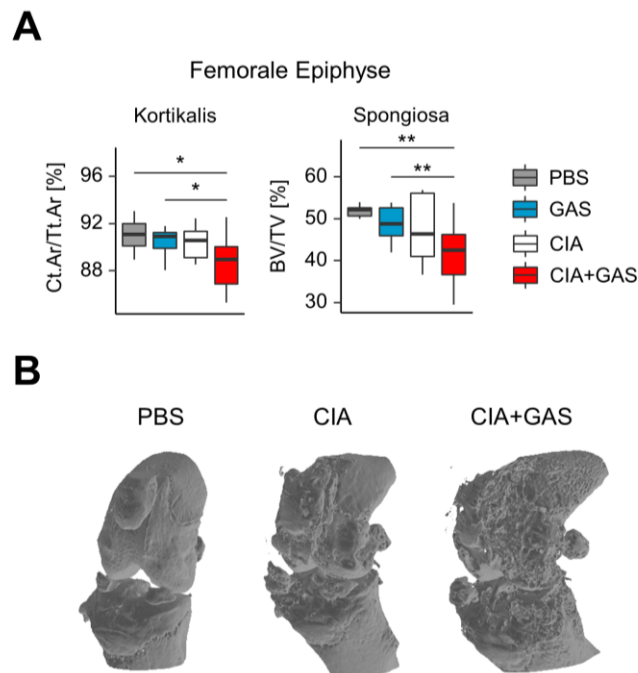 A
Femorale Epiphyse
Kortikalis
Spongiosa
Ct.Ar/Tt.Ar [%]
96
92
88
*
*
BV/TV [%]
60
50
40
30
**
**
PBS
GAS
CIA
CIA+GAS
B
PBS
CIA
CIA+GAS